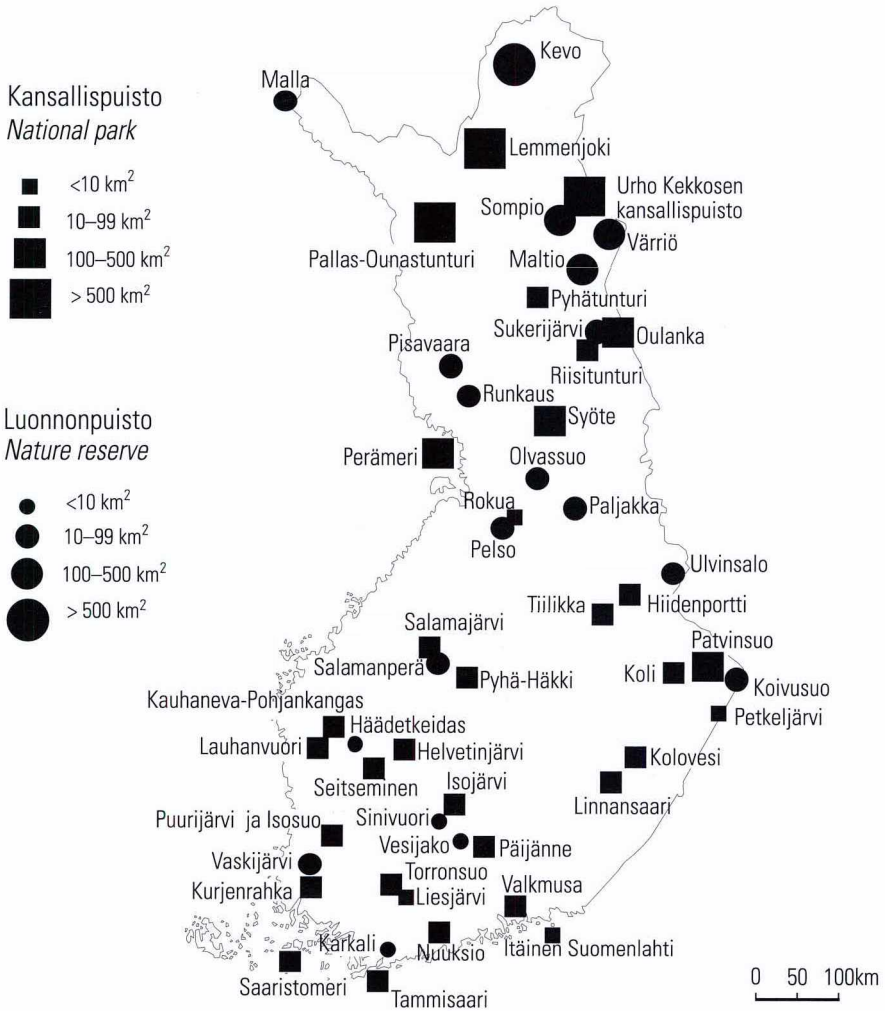 Kansallispuisto
National park
<10 km²
10–99 km²
100–500 km²
> 500 km²
Luonnonpuisto
Nature reserve
<10 km²
10–99 km²
100–500 km²
> 500 km²
Kevo
Malla
Lemmenjoki
Urho Kekkosen
kansallispuisto
Sompio
Värriö
Pallas-Ounastunturi
Maltio
Pyhätunturi
Sukerijärvi
Oulanka
Pisavaara
Riisitunturi
Runkaus
Syöte
Perämeri
Olvassuo
Rokua
Paljakka
Pelso
Ulvinsalo
Tiilikka
Hiidenportti
Salamajärvi
Patvinsuo
Salamanperä
Pyhä-Häkki
Koli
Koivusuo
Kauhaneva-Pohjankangas
Petkeljärvi
Häädetkeidas
Lauhanvuori
Helvetinjärvi
Kolovesi
Seitseminen
Isojärvi
Linnansaari
Puurijärvi ja Isosuo
Sinivuori
Vesijako
Päijänne
Vaskijärvi
Torronsuo
Kurjenrahka
Liesjärvi
Valkmusa
Karkali
Nuuksio
Itäinen Suomenlahti
Saaristomeri
Tammisaari
0 50 100km